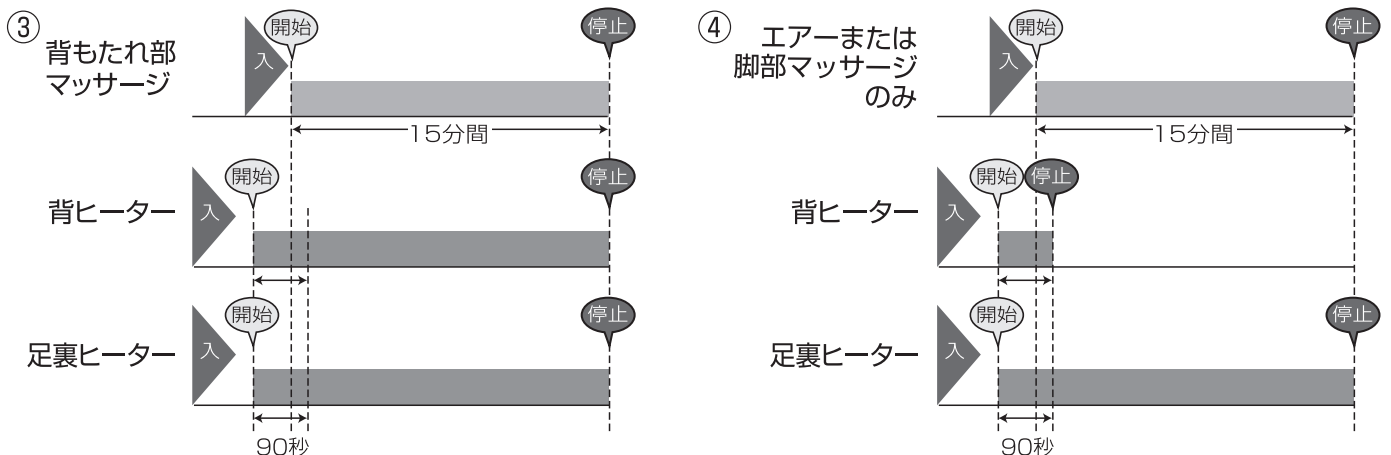 ③
開始
停止
背もたれ部
マッサージ
入
15分間
開始
停止
背ヒーター
入
開始
停止
足裏ヒーター
入
90秒
④
開始
停止
エアーまたは
脚部マッサージ
のみ
入
15分間
開始
停止
背ヒーター
入
開始
停止
足裏ヒーター
入
90秒